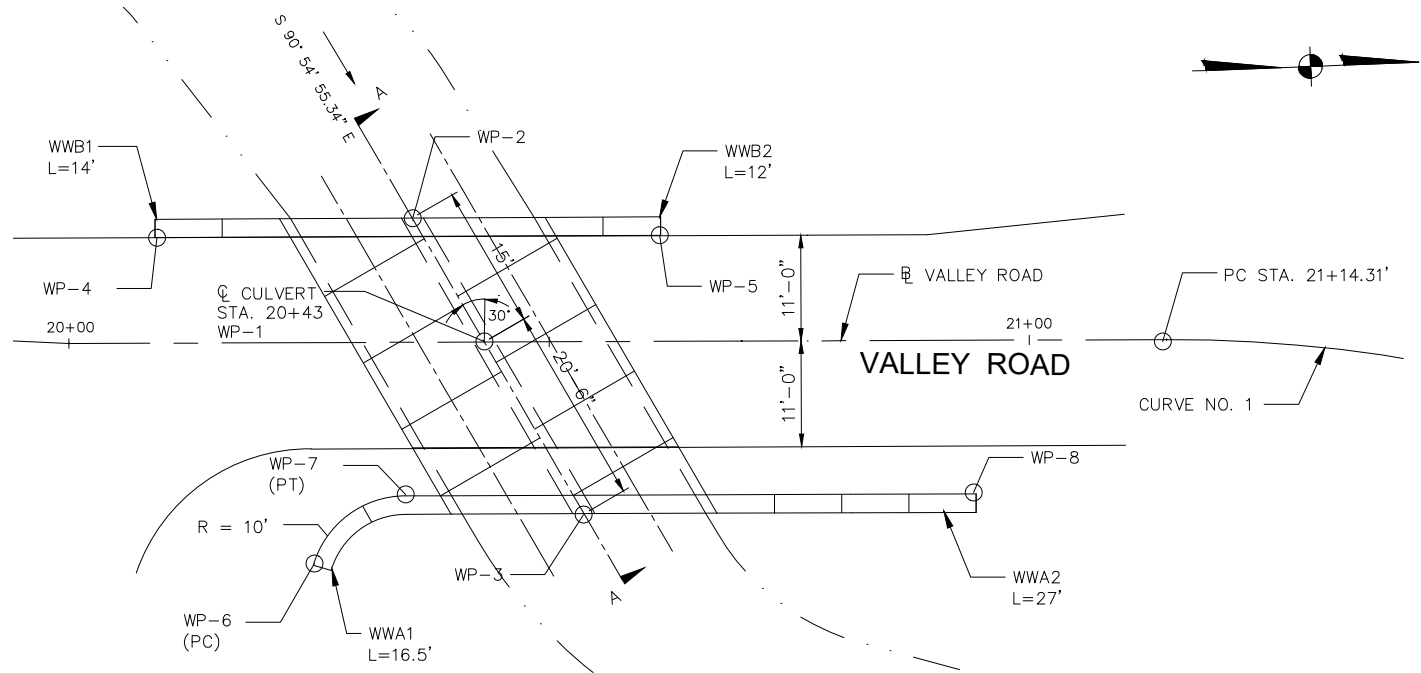 S 90° 54' 55.34" E
A
WP-2
WWB1
L=14'
WWB2
L=12'
15'
WP-4
WP-5
11'-0"
℄ CULVERT
STA. 20+43
WP-1
30°
B̲L VALLEY ROAD
PC STA. 21+14.31'
20+00
21+00
VALLEY ROAD
20' 6"
11'-0"
CURVE NO. 1
WP-7
(PT)
WP-8
R = 10'
WP-3
A
WWA2
L=27'
WP-6
(PC)
WWA1
L=16.5'